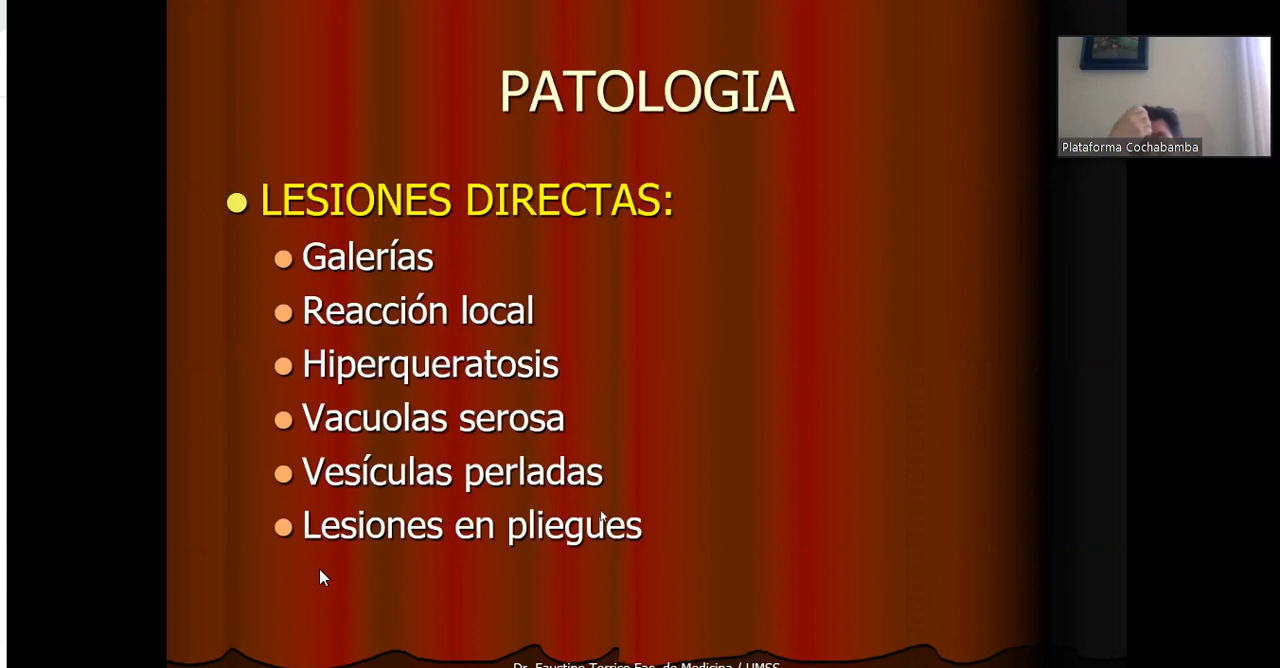 PATOLOGIA
Plataforma Cochabamba
LESIONES DIRECTAS:
Galerías
Reacción local
Hiperqueratosis
Vacuolas serosa
Vesículas perladas
Lesiones en pliegues
Dr. Faustino Torrico Fac. de Medicina / UMSS